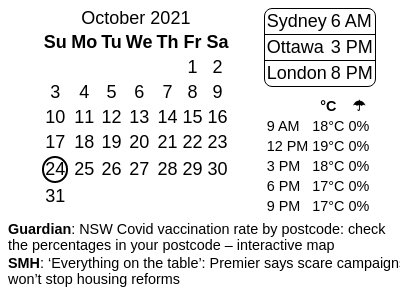 October 2021
Su Mo Tu We Th Fr Sa
1 2
3 4 5 6 7 8 9
10 11 12 13 14 15 16
17 18 19 20 21 22 23
24 25 26 27 28 29 30
31
Sydney 6 AM
Ottawa 3 PM
London 8 PM
°C ☂
9 AM 18°C 0%
12 PM 19°C 0%
3 PM 18°C 0%
6 PM 17°C 0%
9 PM 17°C 0%
Guardian: NSW Covid vaccination rate by postcode: check
the percentages in your postcode – interactive map
SMH: ‘Everything on the table’: Premier says scare campaigns
won’t stop housing reforms